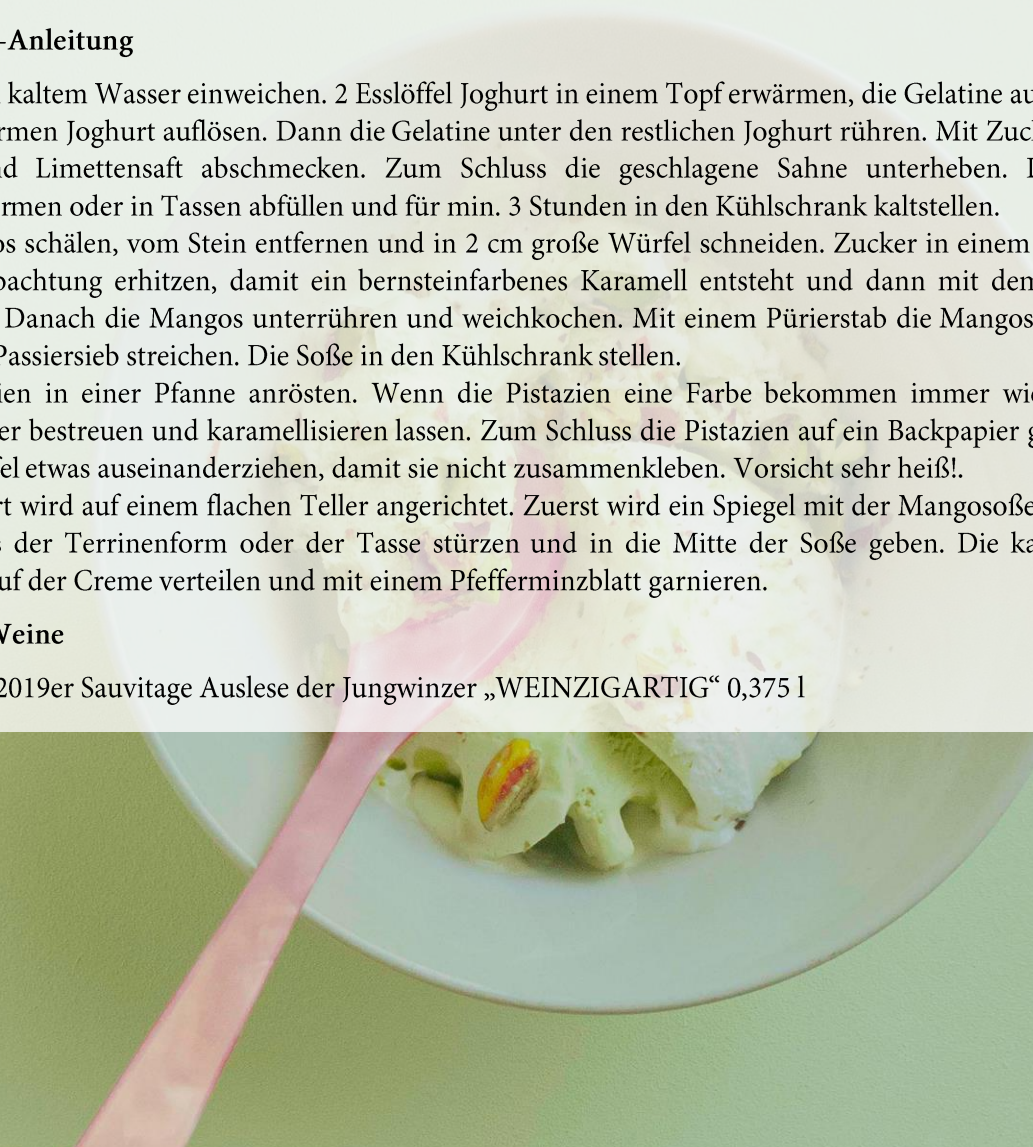 -Anleitung
kaltem Wasser einweichen. 2 Esslöffel Joghurt in einem Topf erwärmen, die Gelatine au
rmen Joghurt auflösen. Dann die Gelatine unter den restlichen Joghurt rühren. Mit Zuc
nd Limettensaft abschmecken. Zum Schluss die geschlagene Sahne unterheben.
rmen oder in Tassen abfüllen und für min. 3 Stunden in den Kühlschrank kaltstellen.
os schälen, vom Stein entfernen und in 2 cm große Würfel schneiden. Zucker in einem
bachtung erhitzen, damit ein bernsteinfarbenes Karamell entsteht und dann mit den
Danach die Mangos unterrühren und weichkochen. Mit einem Pürierstab die Mangos
Passiersieb streichen. Die Soße in den Kühlschrank stellen.
ien in einer Pfanne anrösten. Wenn die Pistazien eine Farbe bekommen immer wie
er bestreuen und karamellisieren lassen. Zum Schluss die Pistazien auf ein Backpapier g
fel etwas auseinanderziehen, damit sie nicht zusammenkleben. Vorsicht sehr heiß!.
rt wird auf einem flachen Teller angerichtet. Zuerst wird ein Spiegel mit der Mangosoße
s der Terrinenform oder der Tasse stürzen und in die Mitte der Soße geben. Die ka
uf der Creme verteilen und mit einem Pfefferminzblatt garnieren.
Weine
2019er Sauvitage Auslese der Jungwinzer „WEINZIGARTIG“ 0,375 l